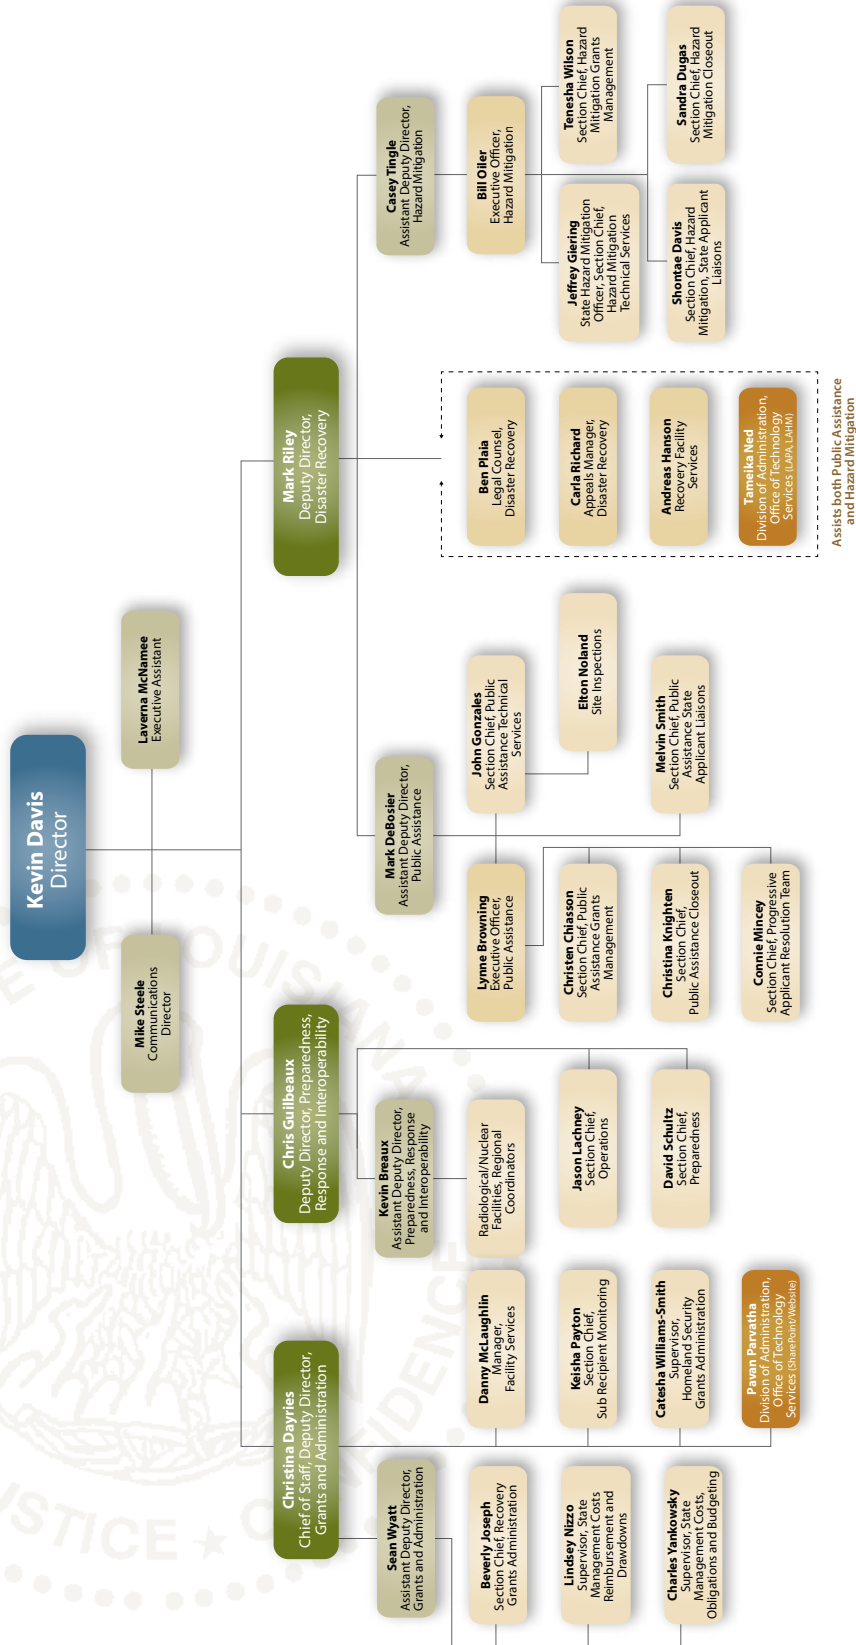 Kevin Davis
Director
Mike Steele
Communications
Director
Laverna McNamee
Executive Assistant
Christina Dayries
Chief of Staff, Deputy Director,
Grants and Administration
Chris Guilbeaux
Deputy Director, Preparedness,
Response and Interoperability
Mark Riley
Deputy Director,
Disaster Recovery
Sean Wyatt
Assistant Deputy Director,
Grants and Administration
Beverly Joseph
Section Chief, Recovery
Grants Administration
Lindsey Nizzo
Supervisor, State
Management Costs
Reimbursement and
Drawdowns
Charles Yankowsky
Supervisor, State
Management Costs,
Obligations and Budgeting
Danny McLaughlin
Manager,
Facility Services
Keisha Payton
Section Chief,
Sub Recipient Monitoring
Catesha Williams-Smith
Supervisor,
Homeland Security
Grants Administration
Pavan Parvatha
Division of Administration,
Office of Technology
Services (SharePoint/Website)
Kevin Breaux
Assistant Deputy Director,
Preparedness, Response
and Interoperability
Radiological/Nuclear
Facilities, Regional
Coordinators
Jason Lachney
Section Chief,
Operations
David Schultz
Section Chief,
Preparedness
Mark DeBosier
Assistant Deputy Director,
Public Assistance
Lynne Browning
Executive Officer,
Public Assistance
Christen Chiasson
Section Chief, Public
Assistance Grants
Management
Christina Knighten
Section Chief,
Public Assistance Closeout
Connie Mincey
Section Chief, Progressive
Applicant Resolution Team
John Gonzales
Section Chief, Public
Assistance Technical
Services
Elton Noland
Site Inspections
Melvin Smith
Section Chief, Public
Assistance State
Applicant Liaisons
Ben Plaia
Legal Counsel,
Disaster Recovery
Carla Richard
Appeals Manager,
Disaster Recovery
Andreas Hanson
Recovery Facility
Services
Tameika Ned
Division of Administration,
Office of Technology
Services (LAPA, LAHM)
Assists both Public Assistance
and Hazard Mitigation
Casey Tingle
Assistant Deputy Director,
Hazard Mitigation
Bill Oiler
Executive Officer,
Hazard Mitigation
Jeffrey Giering
State Hazard Mitigation
Officer, Section Chief,
Hazard Mitigation
Technical Services
Tenesha Wilson
Section Chief, Hazard
Mitigation Grants
Management
Shontae Davis
Section Chief, Hazard
Mitigation, State Applicant
Liaisons
Sandra Dugas
Section Chief, Hazard
Mitigation Closeout
E OF LOUISIANA
USTICE ★ CONFIDENCE